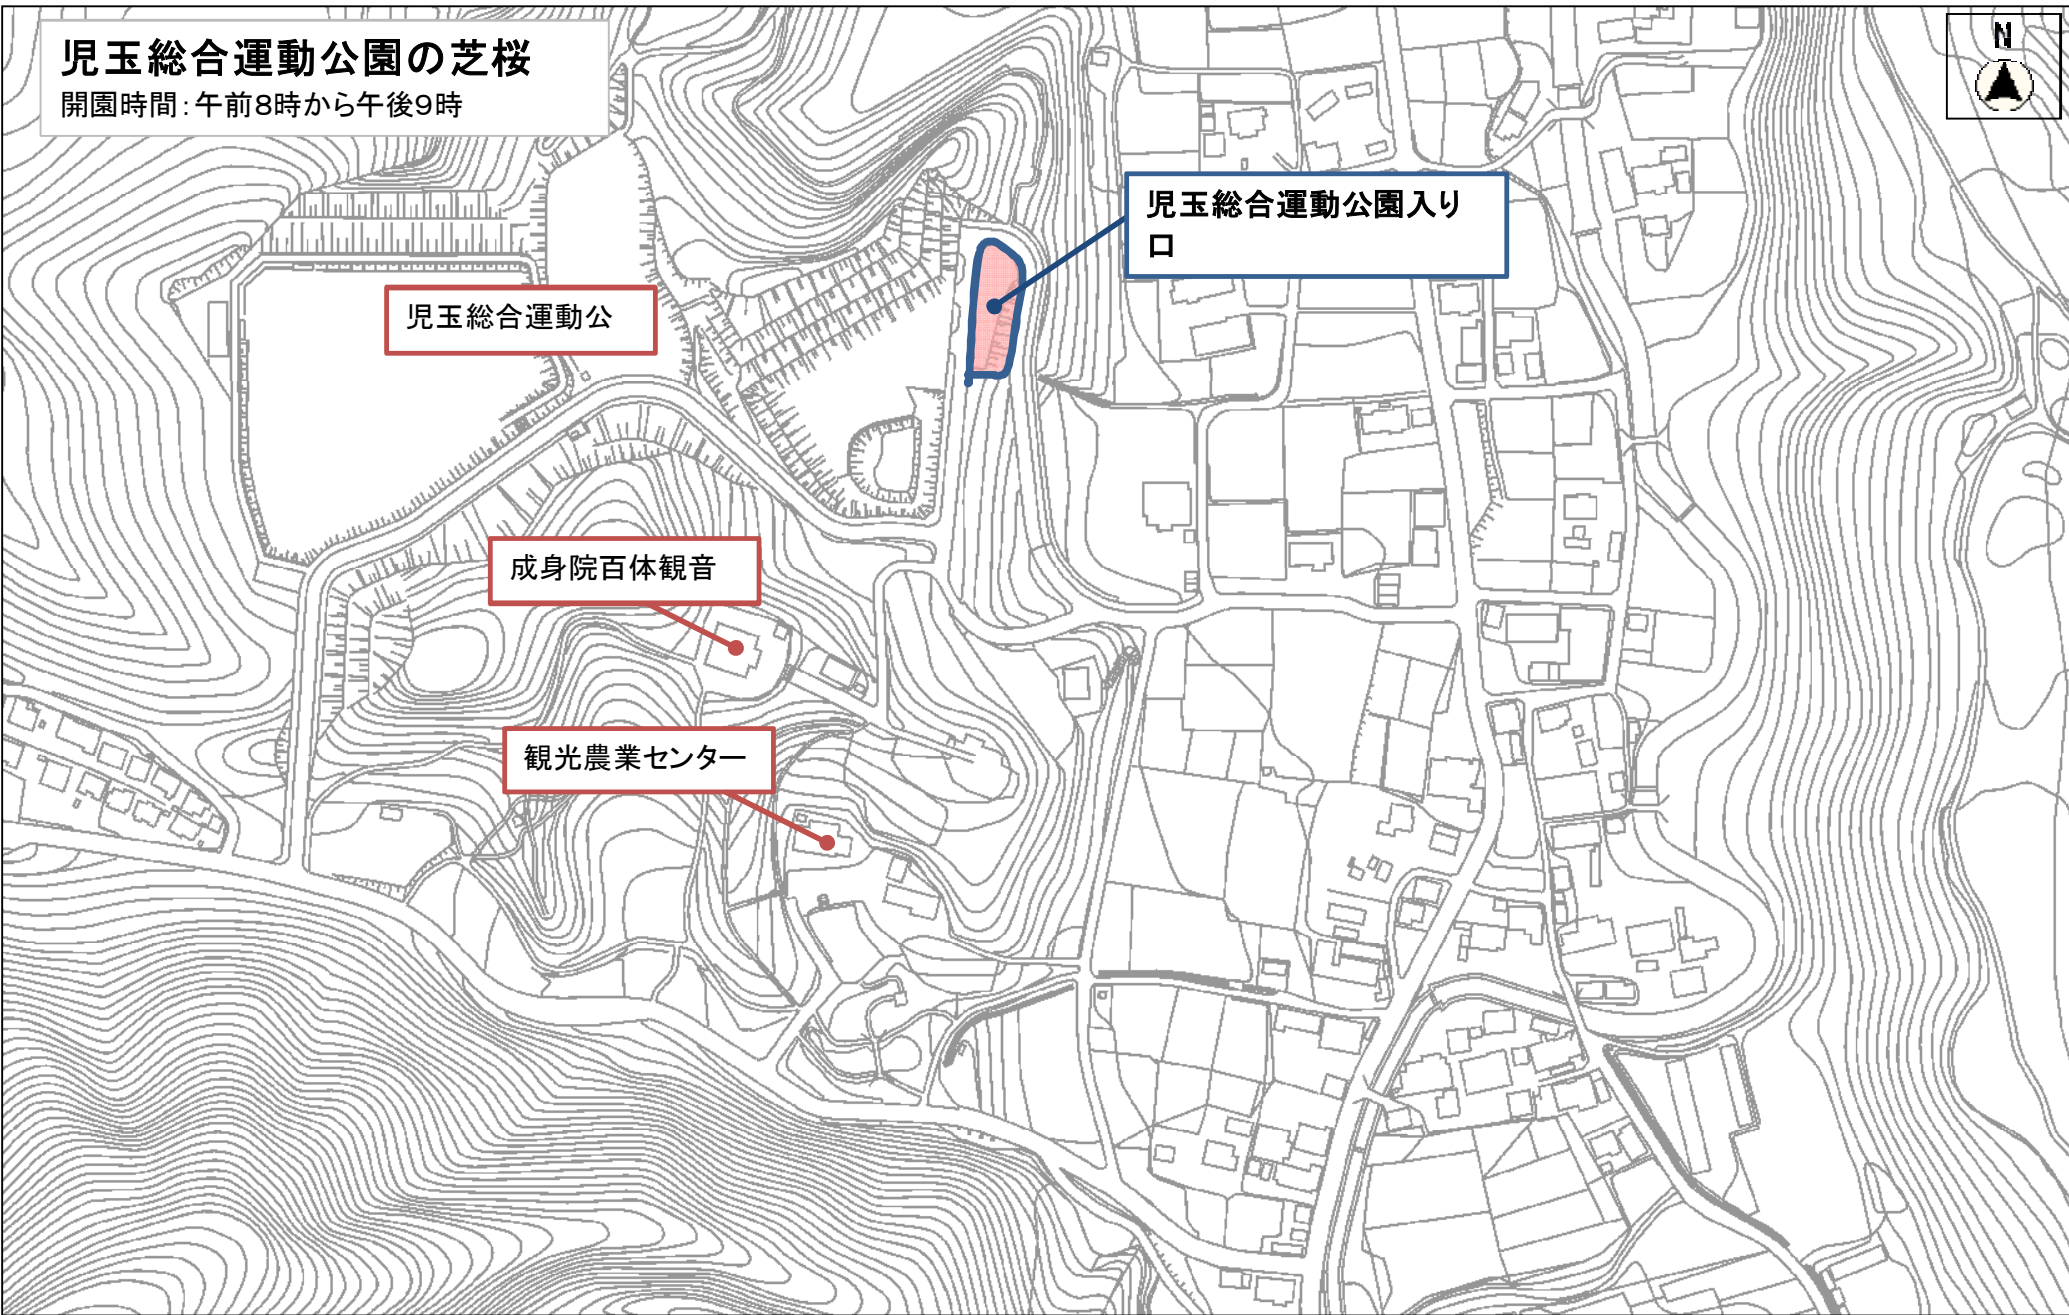 児玉総合運動公園の芝桜
開園時間：午前8時から午後9時
N
児玉総合運動公園入り
口
児玉総合運動公
成身院百体観音
観光農業センター